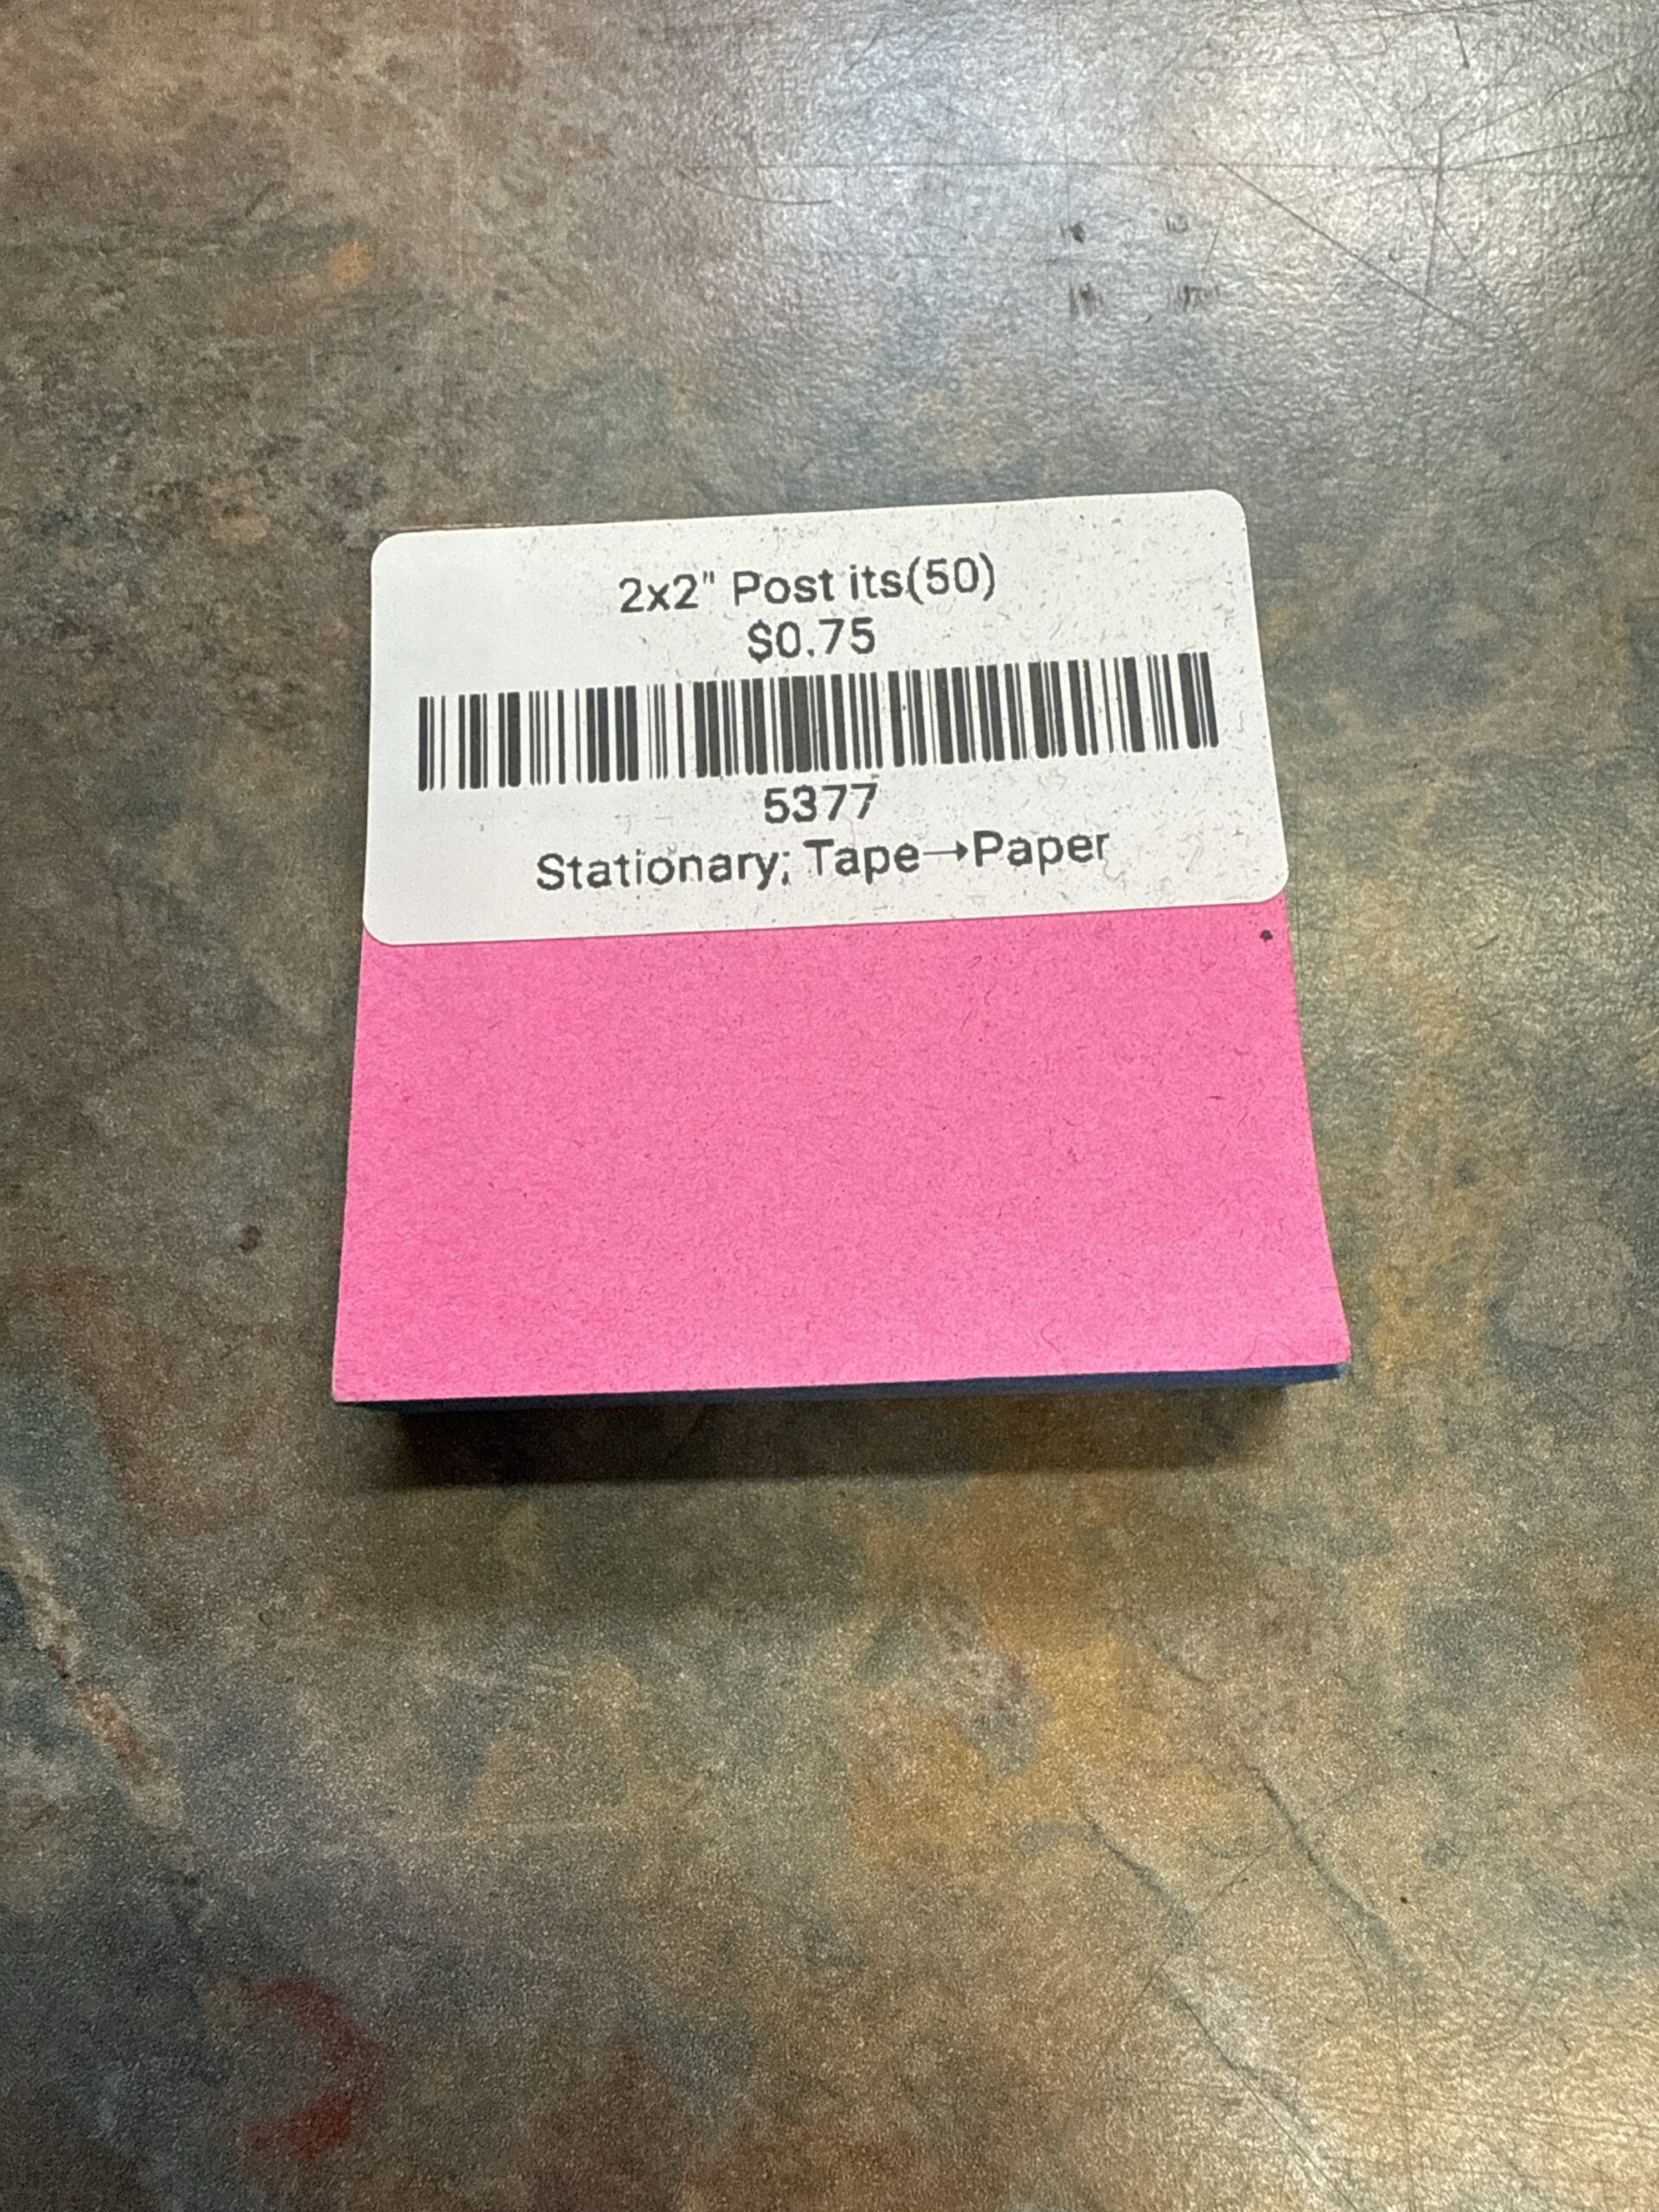 2x2" Post its(50)
$0.75
5377
Stationary; Tape→Paper